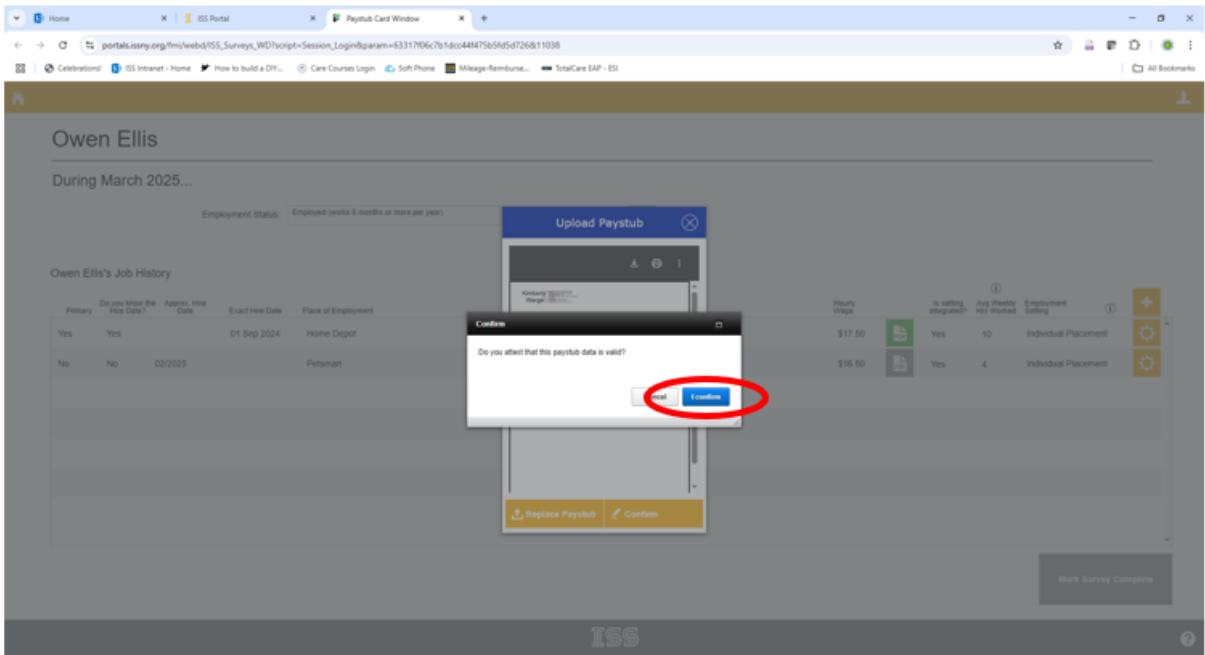 Home ISS Portal Paystub Card Window
portals.issny.org/fmi/webd/ISS_Surveys_WD?script=Session_Login&param=
Celebrations! ISS Intranet - Home How to build a DIY... Care Courses Login Soft Phone Mileage-Reimburse... TotalCare EAP - ESI All Bookmarks
Owen Ellis
During March 2025...
Employment Status: Employed (works 6 months or more per year)
Upload Paystub
Owen Ellis's Job History
Primary Do you know the Hire Date? Approx. Hire Date Exact Hire Date Place of Employment Hourly Wage Is setting integrated? Avg Weekly Hrs Worked Employment Setting
Yes Yes 01 Sep 2024 Home Depot $17.50 Yes 10 Individual Placement
No No 02/2025 Petsmart $16.50 Yes 4 Individual Placement
Confirm
Do you attest that this paystub data is valid?
Cancel I confirm
Replace Paystub Confirm
Mark Survey Complete
ISS